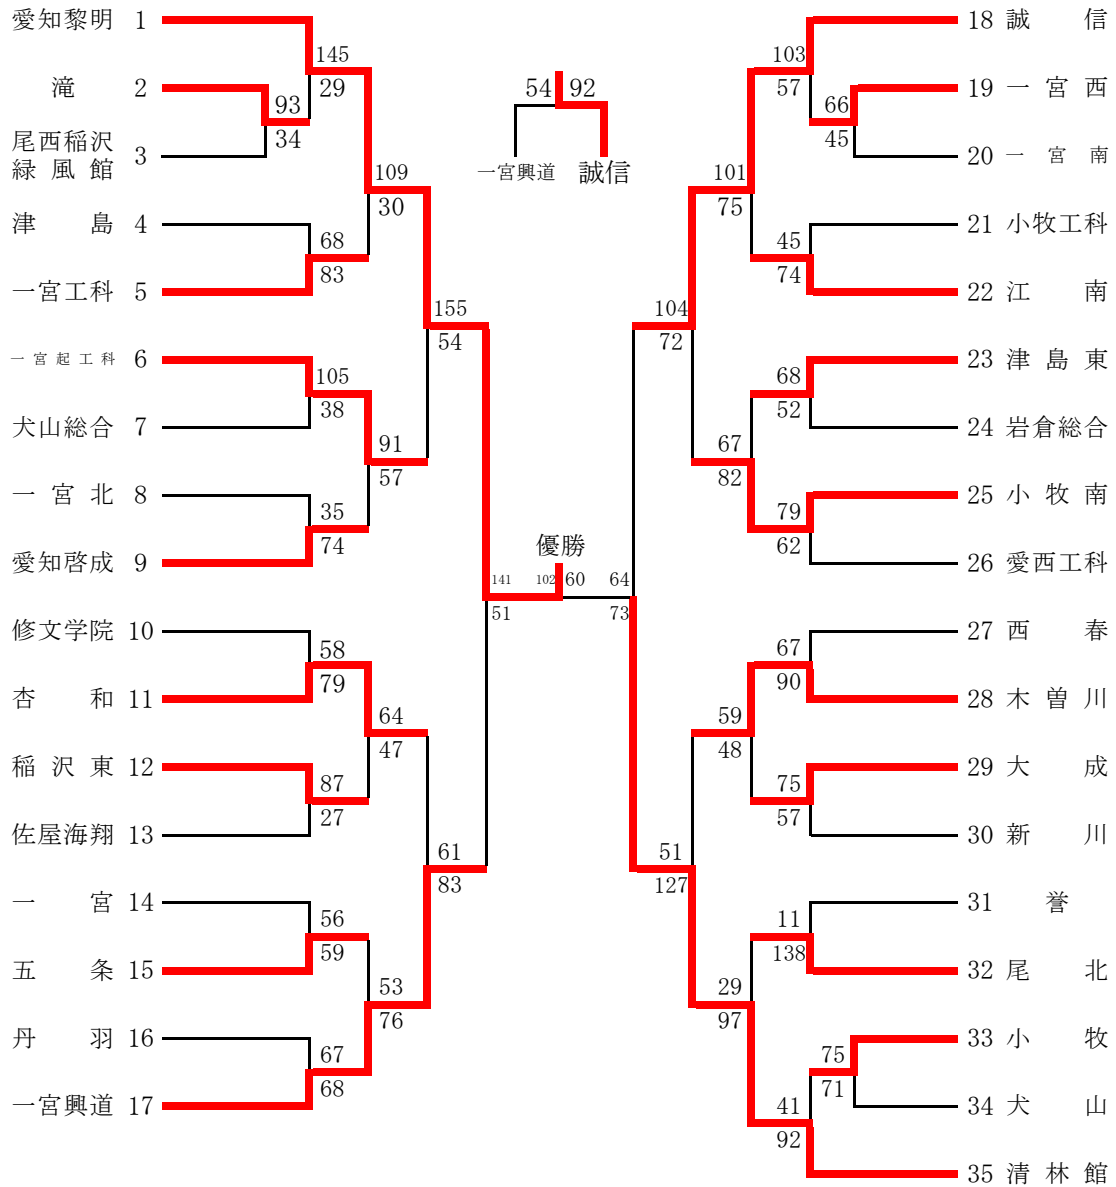 愛知黎明 1
滝 2
尾西稲沢
緑風館 3
津島 4
一宮工科 5
一宮起工科 6
犬山総合 7
一宮北 8
愛知啓成 9
修文学院 10
杏和 11
稲沢東 12
佐屋海翔 13
一宮 14
五条 15
丹羽 16
一宮興道 17
145
29
93
34
68
83
105
38
35
74
58
79
87
27
56
59
67
68
109
30
91
57
64
47
53
76
155
54
61
83
141
51
54 92
一宮興道 誠信
優勝
102 60
64
73
104
72
51
127
101
75
67
82
59
48
29
97
103
57
66
45
45
74
68
52
79
62
67
90
75
57
11
138
75
71
41
92
18 誠信
19 一宮西
20 一宮南
21 小牧工科
22 江南
23 津島東
24 岩倉総合
25 小牧南
26 愛西工科
27 西春
28 木曽川
29 大成
30 新川
31 誉
32 尾北
33 小牧
34 犬山
35 清林館